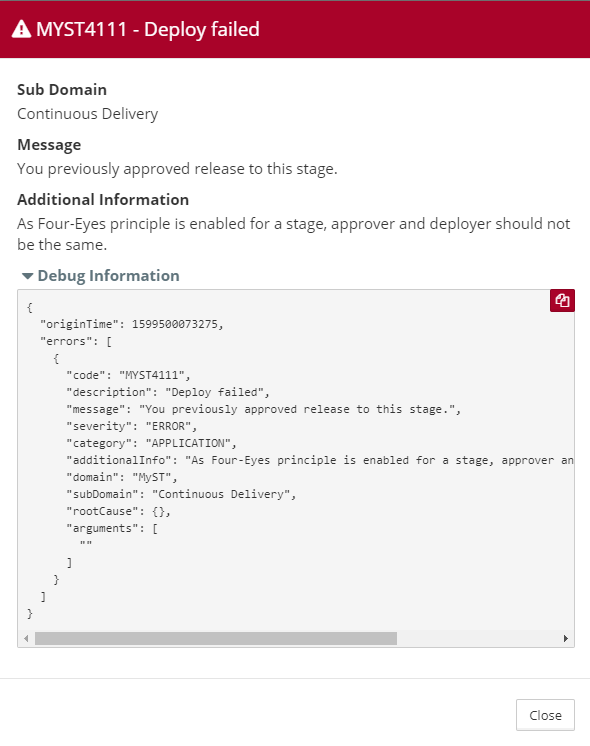 MYST4111 - Deploy failed
Sub Domain
Continuous Delivery
Message
You previously approved release to this stage.
Additional Information
As Four-Eyes principle is enabled for a stage, approver and deployer should not
be the same.
Debug Information
{
"originTime": 1599500073275,
"errors": [
{
"code": "MYST4111",
"description": "Deploy failed",
"message": "You previously approved release to this stage.",
"severity": "ERROR",
"category": "APPLICATION",
"additionalInfo": "As Four-Eyes principle is enabled for a stage, approver an
"domain": "MyST",
"subDomain": "Continuous Delivery",
"rootCause": {},
"arguments": [
""
]
}
]
}
Close